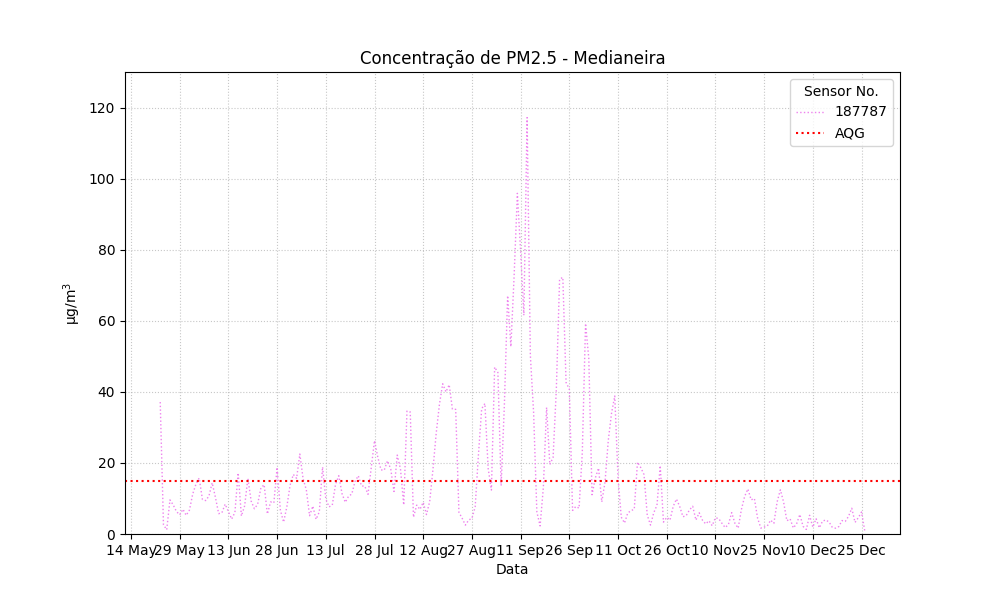 Concentração de PM2.5 - Medianeira
Sensor No.
187787
AQG
120
100
80
60
40
20
0
µg/m³
14 May 29 May 13 Jun 28 Jun 13 Jul 28 Jul 12 Aug 27 Aug 11 Sep 26 Sep 11 Oct 26 Oct 10 Nov 25 Nov 10 Dec 25 Dec
Data